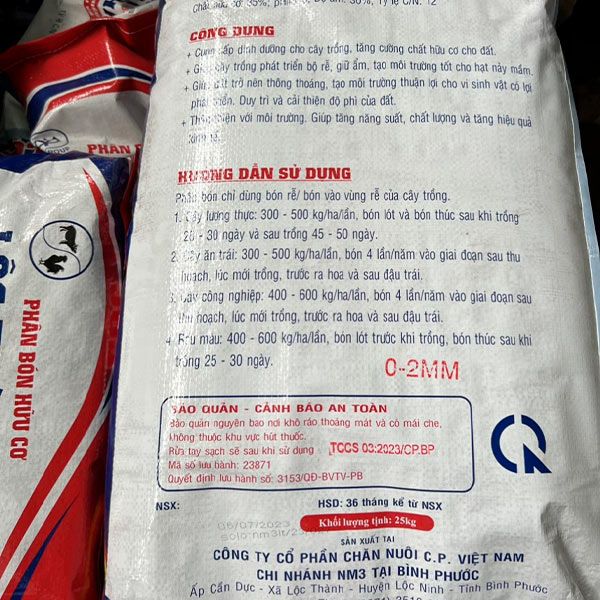 CÔNG DỤNG
+ Cung cấp dinh dưỡng cho cây trồng, tăng cường chất hữu cơ cho đất.
+ Giúp cây trồng phát triển bộ rễ, giữ ẩm, tạo môi trường tốt cho hạt nảy mầm.
+ Giúp đất trở nên thông thoáng, tạo môi trường thuận lợi cho vi sinh vật có lợi
phát triển. Duy trì và cải thiện độ phì của đất.
+ Thân thiện với môi trường. Giúp tăng năng suất, chất lượng và tăng hiệu quả
kinh tế.
HƯỚNG DẪN SỬ DỤNG
Phân bón chỉ dùng bón rễ/ bón vào vùng rễ của cây trồng.
1. Cây lương thực: 300 - 500 kg/ha/lần, bón lót và bón thúc sau khi trồng
20 - 30 ngày và sau trồng 45 - 50 ngày.
2. Cây ăn trái: 300 - 500 kg/ha/lần, bón 4 lần/năm vào giai đoạn sau thu
hoạch, lúc mới trồng, trước ra hoa và sau đậu trái.
3. Cây công nghiệp: 400 - 600 kg/ha/lần, bón 4 lần/năm vào giai đoạn sau
thu hoạch, lúc mới trồng, trước ra hoa và sau đậu trái.
4. Rau màu: 400 - 600 kg/ha/lần, bón lót trước khi trồng, bón thúc sau khi
trồng 25 - 30 ngày.
0-2MM
BẢO QUẢN - CẢNH BÁO AN TOÀN
Bảo quản nguyên bao nơi khô ráo thoáng mát và có mái che,
không thuộc khu vực hút thuốc.
Rửa tay sạch sẽ sau khi sử dụng
TCCS 03:2023/CP.BP
Mã số lưu hành: 23871
Quyết định lưu hành số: 3153/QĐ-BVTV-PB
NSX:
HSD: 36 tháng kể từ NSX
05/07/2023
Khối lượng tịnh: 25kg
SẢN XUẤT TẠI
CÔNG TY CỔ PHẦN CHĂN NUÔI C.P. VIỆT NAM
CHI NHÁNH NM3 TẠI BÌNH PHƯỚC
Ấp Cần Dực - Xã Lộc Thành - Huyện Lộc Ninh - Tỉnh Bình Phước
PHÂN BÓN HỮU CƠ